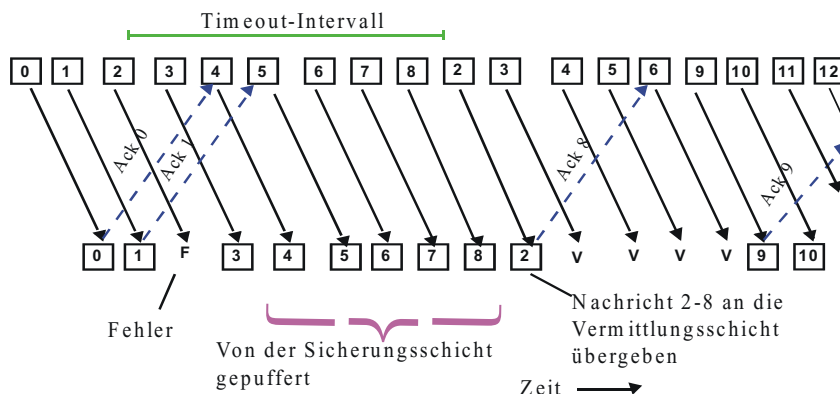 Timeout-Intervall
0 1 2 3 4 5 6 7 8 2 3 4 5 6 9 10 11 12
Ack 0
Ack 1
Ack 8
Ack 9
0 1 F 3 4 5 6 7 8 2 V V V V 9 10
Fehler
Von der Sicherungsschicht
gepuffert
Nachricht 2-8 an die
Vermittlungsschicht
übergeben
Zeit